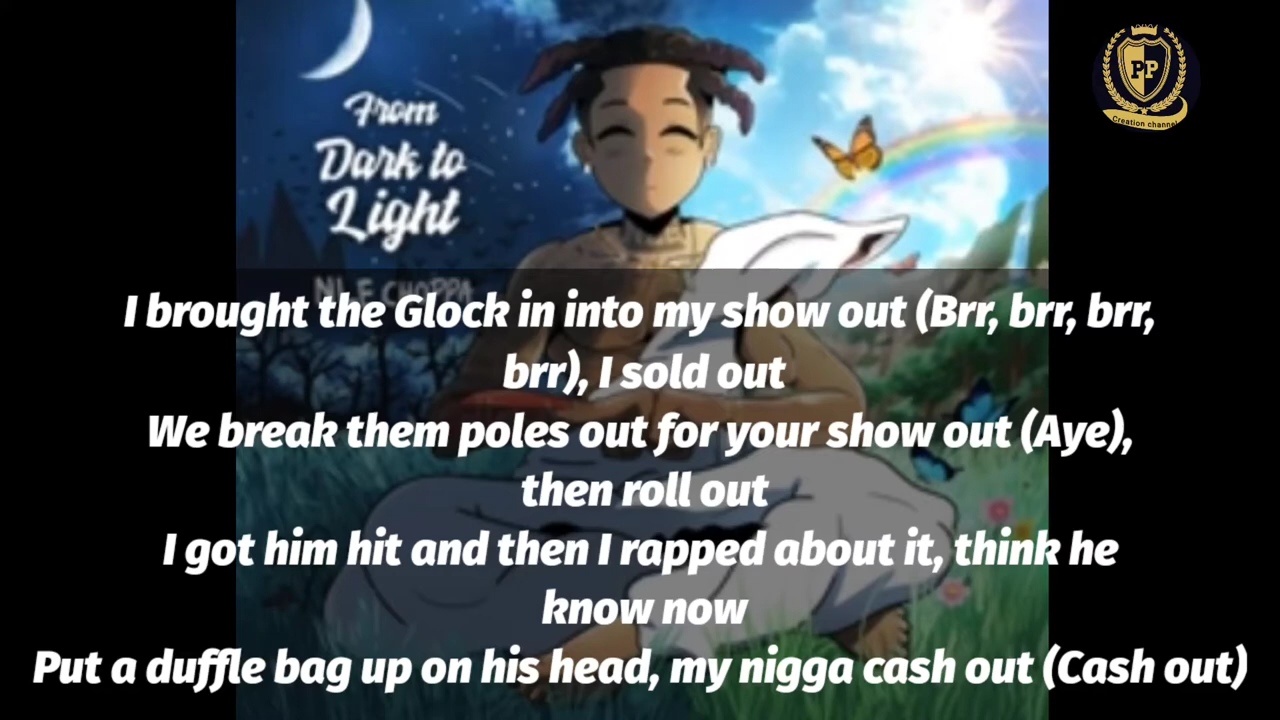 PP
Creation channel
From
Dark to
Light
NLE CHOPPA
I brought the Glock in into my show out (Brr, brr, brr,
brr), I sold out
We break them poles out for your show out (Aye),
then roll out
I got him hit and then I rapped about it, think he
know now
Put a duffle bag up on his head, my nigga cash out (Cash out)